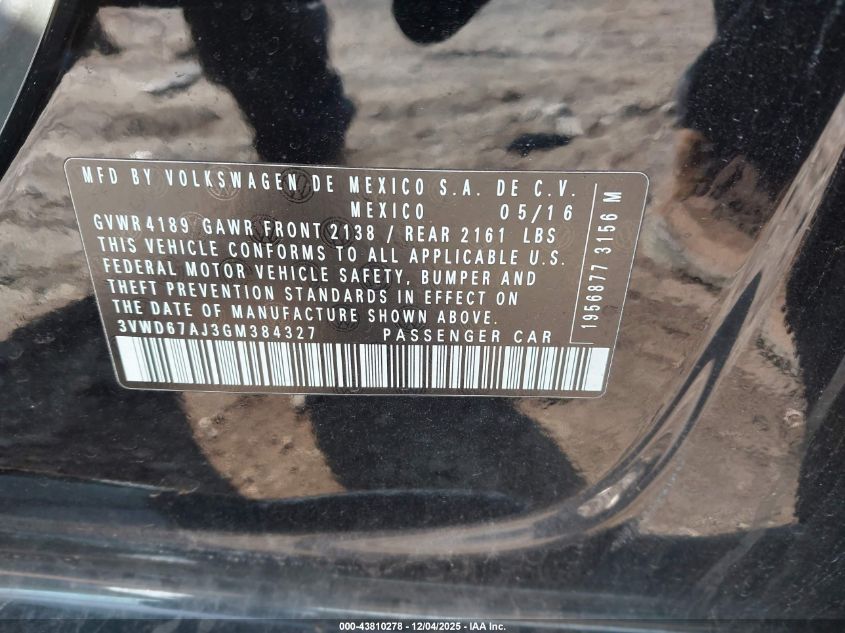 MFD BY VOLKSWAGEN DE MEXICO S.A. DE C.V.
MEXICO 05/16
GVWR 4189 GAWR FRONT 2138 / REAR 2161 LBS
THIS VEHICLE CONFORMS TO ALL APPLICABLE U.S.
FEDERAL MOTOR VEHICLE SAFETY, BUMPER AND
THEFT PREVENTION STANDARDS IN EFFECT ON
THE DATE OF MANUFACTURE SHOWN ABOVE.
3VWD67AJ3GM384327 PASSENGER CAR
1956877 3156 M
000-43810278 - 12/04/2025 - IAA Inc.